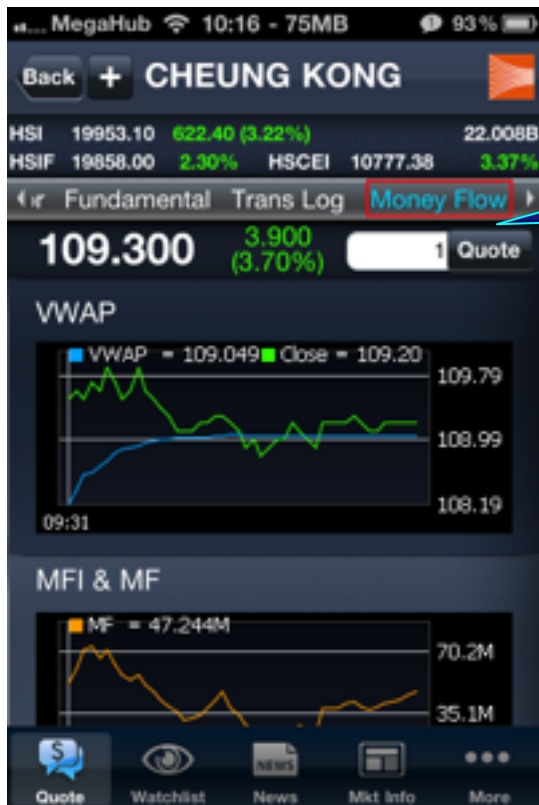 .... MegaHub 10:16 - 75MB 93%
Back + CHEUNG KONG
HSI 19953.10 622.40 (3.22%) 22.008B
HSIF 19858.00 2.30% HSCEI 10777.38 3.37%
Fundamental Trans Log Money Flow
109.300 3.900 (3.70%) 1 Quote
VWAP
VWAP = 109.049 Close = 109.20
109.79
108.99
108.19
09:31
MFI & MF
MF = 47.244M
70.2M
35.1M
$
NEWS
Quote Watchlist News Mkt Info More